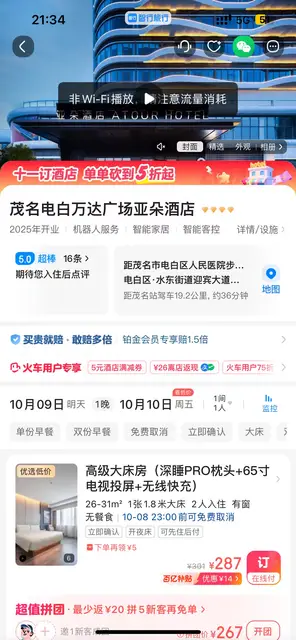 21:34
智行旅行
5G
非Wi-Fi播放,
注意流量消耗
亚朵酒店 ATOUR HOTEL
封面
精选
外观
相册
十一订酒店 单单砍到5折起
茂名电白万达广场亚朵酒店
2025年开业
机器人服务
智能家居
智能客控
详情/设施
5.0 超棒 16条
期待您入住后点评
距茂名市电白区人民医院步...
电白区·水东街道迎宾大道...
茂名站驾车19.2公里, 约36分钟
地图
买贵就赔·敢赔多倍
铂金会员专享赔1.5倍
火车用户专享
5元酒店满减券
¥26离店返现
火车用户75折
10月09日 明天
1晚
10月10日 周五
1间
1人
监控
单份早餐
双份早餐
免费取消
立即确认
大床
优选低价
6
高级大床房(深睡PRO枕头+65寸
电视投屏+无线快充)
26-31m² 1张1.8米大床 2人入住 有窗
无餐食 10-08 23:00前可免费取消
立即确认
开夜床
可先住后付
下单再领¥5
¥301
¥287
百亿补贴
优惠¥14
订
在线付
超值拼团·最少返¥20 拼5新客再免单
邀1新客成团
¥267
开团